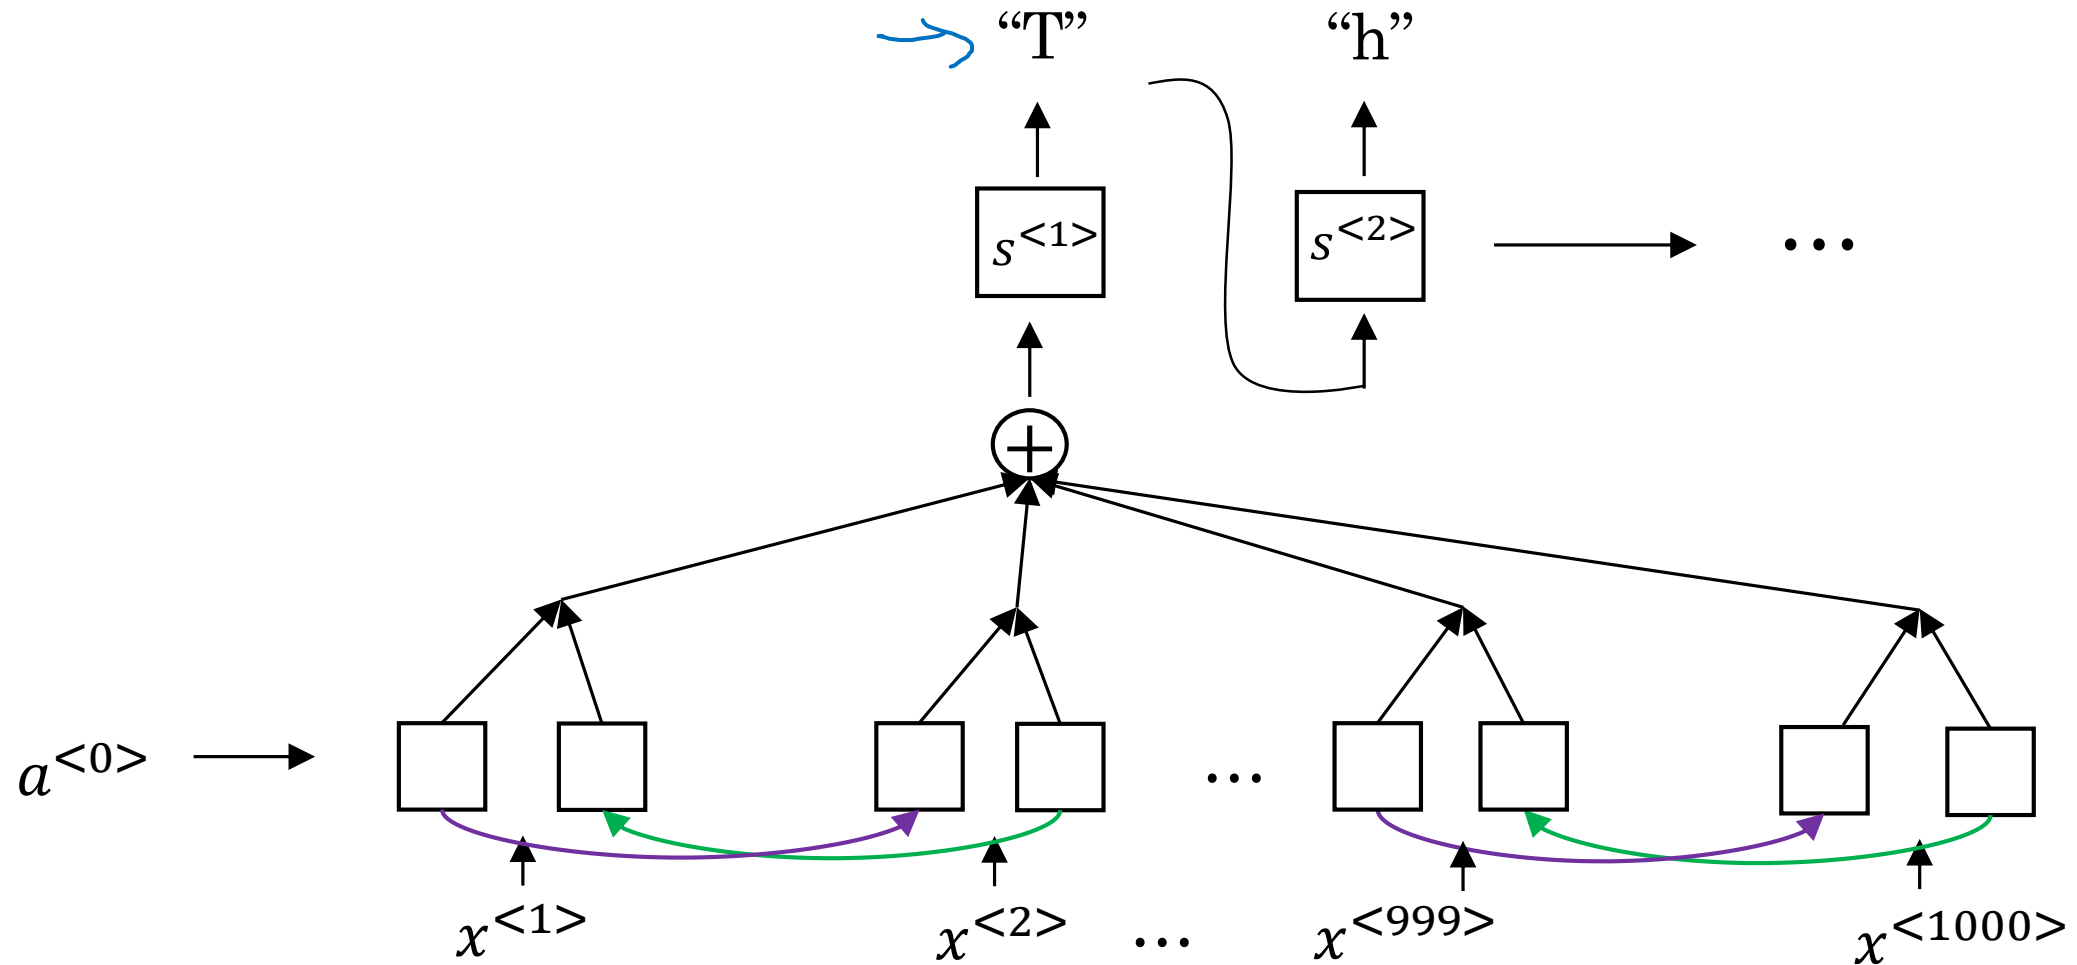 “T” “h”
s<1> s<2> ...
+
a<0> ...
x<1> x<2> ... x<999> x<1000>